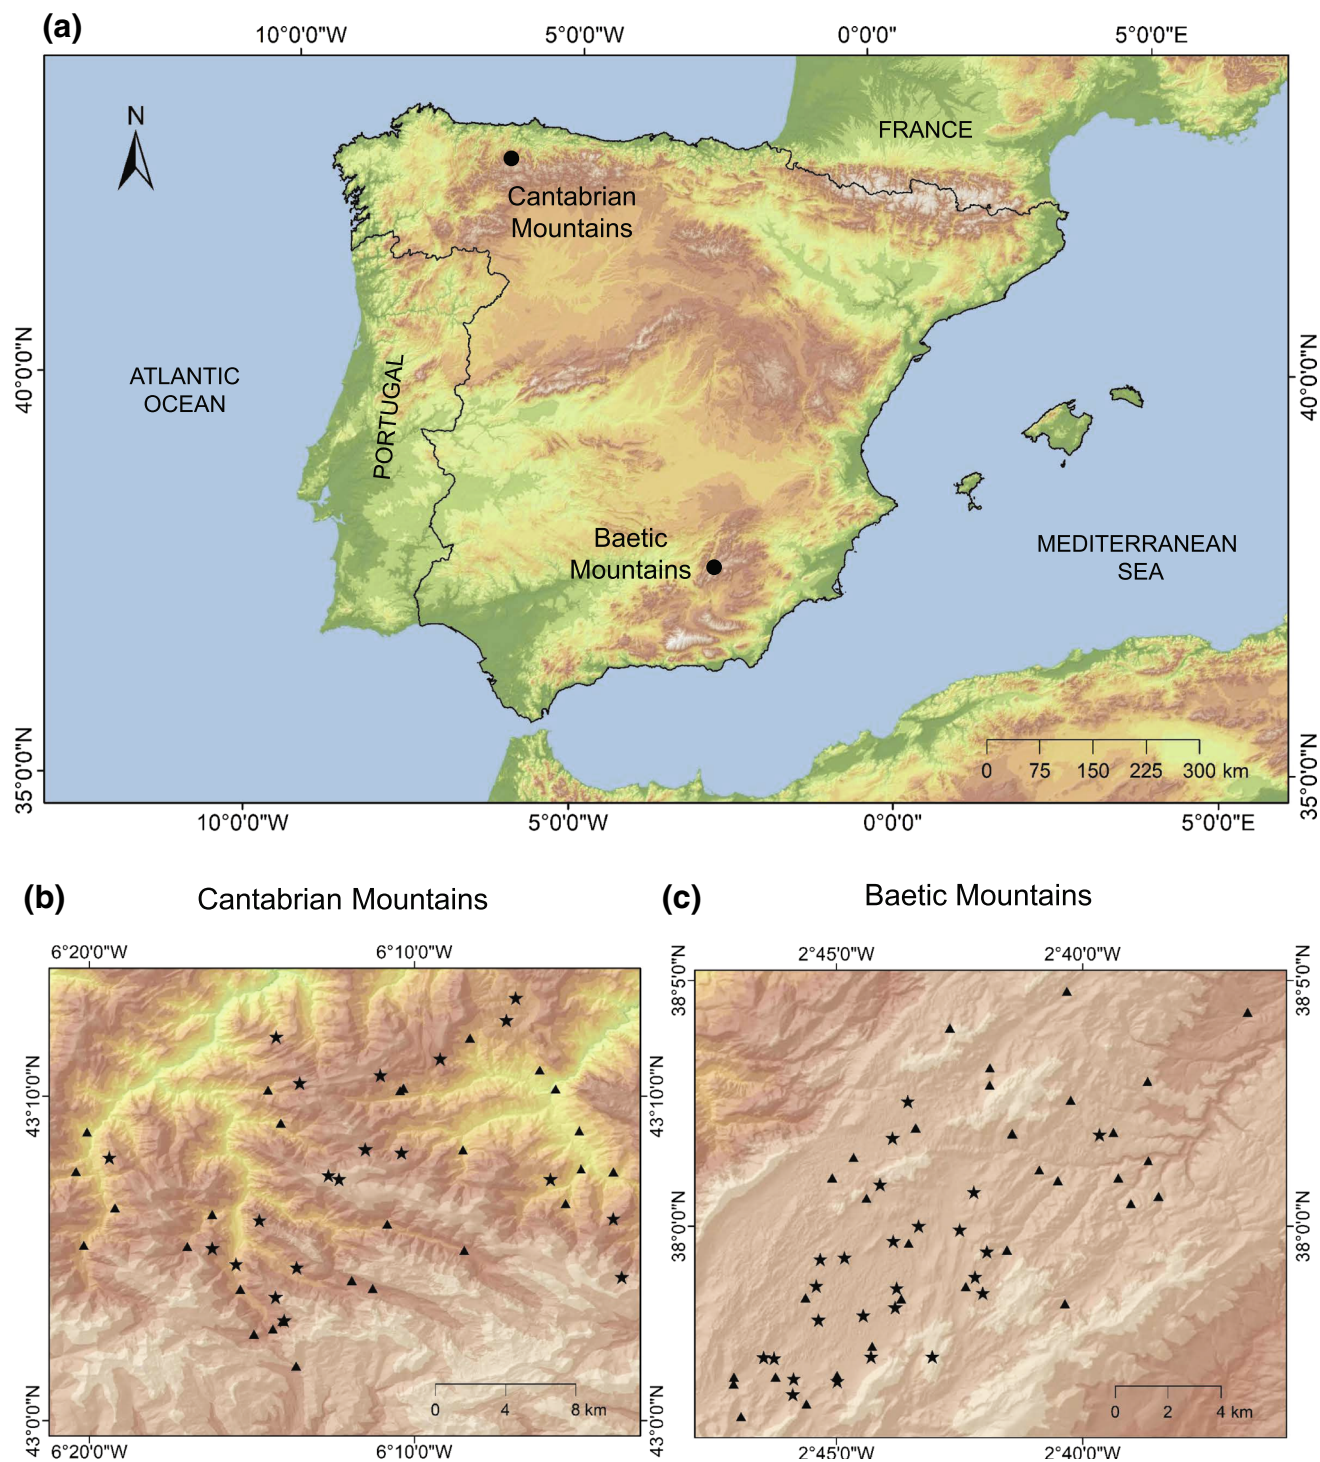 (a)
10°0'0"W 5°0'0"W 0°0'0" 5°0'0"E
N
FRANCE
Cantabrian
Mountains
40°0'0"N
40°0'0"N
ATLANTIC
OCEAN
PORTUGAL
Baetic
Mountains
MEDITERRANEAN
SEA
35°0'0"N
35°0'0"N
0 75 150 225 300 km
10°0'0"W 5°0'0"W 0°0'0" 5°0'0"E
(b) Cantabrian Mountains
6°20'0"W 6°10'0"W
43°10'0"N
43°10'0"N
0 4 8 km
43°0'0"N
43°0'0"N
6°20'0"W 6°10'0"W
(c) Baetic Mountains
2°45'0"W 2°40'0"W
38°5'0"N
38°5'0"N
38°0'0"N
38°0'0"N
0 2 4 km
2°45'0"W 2°40'0"W